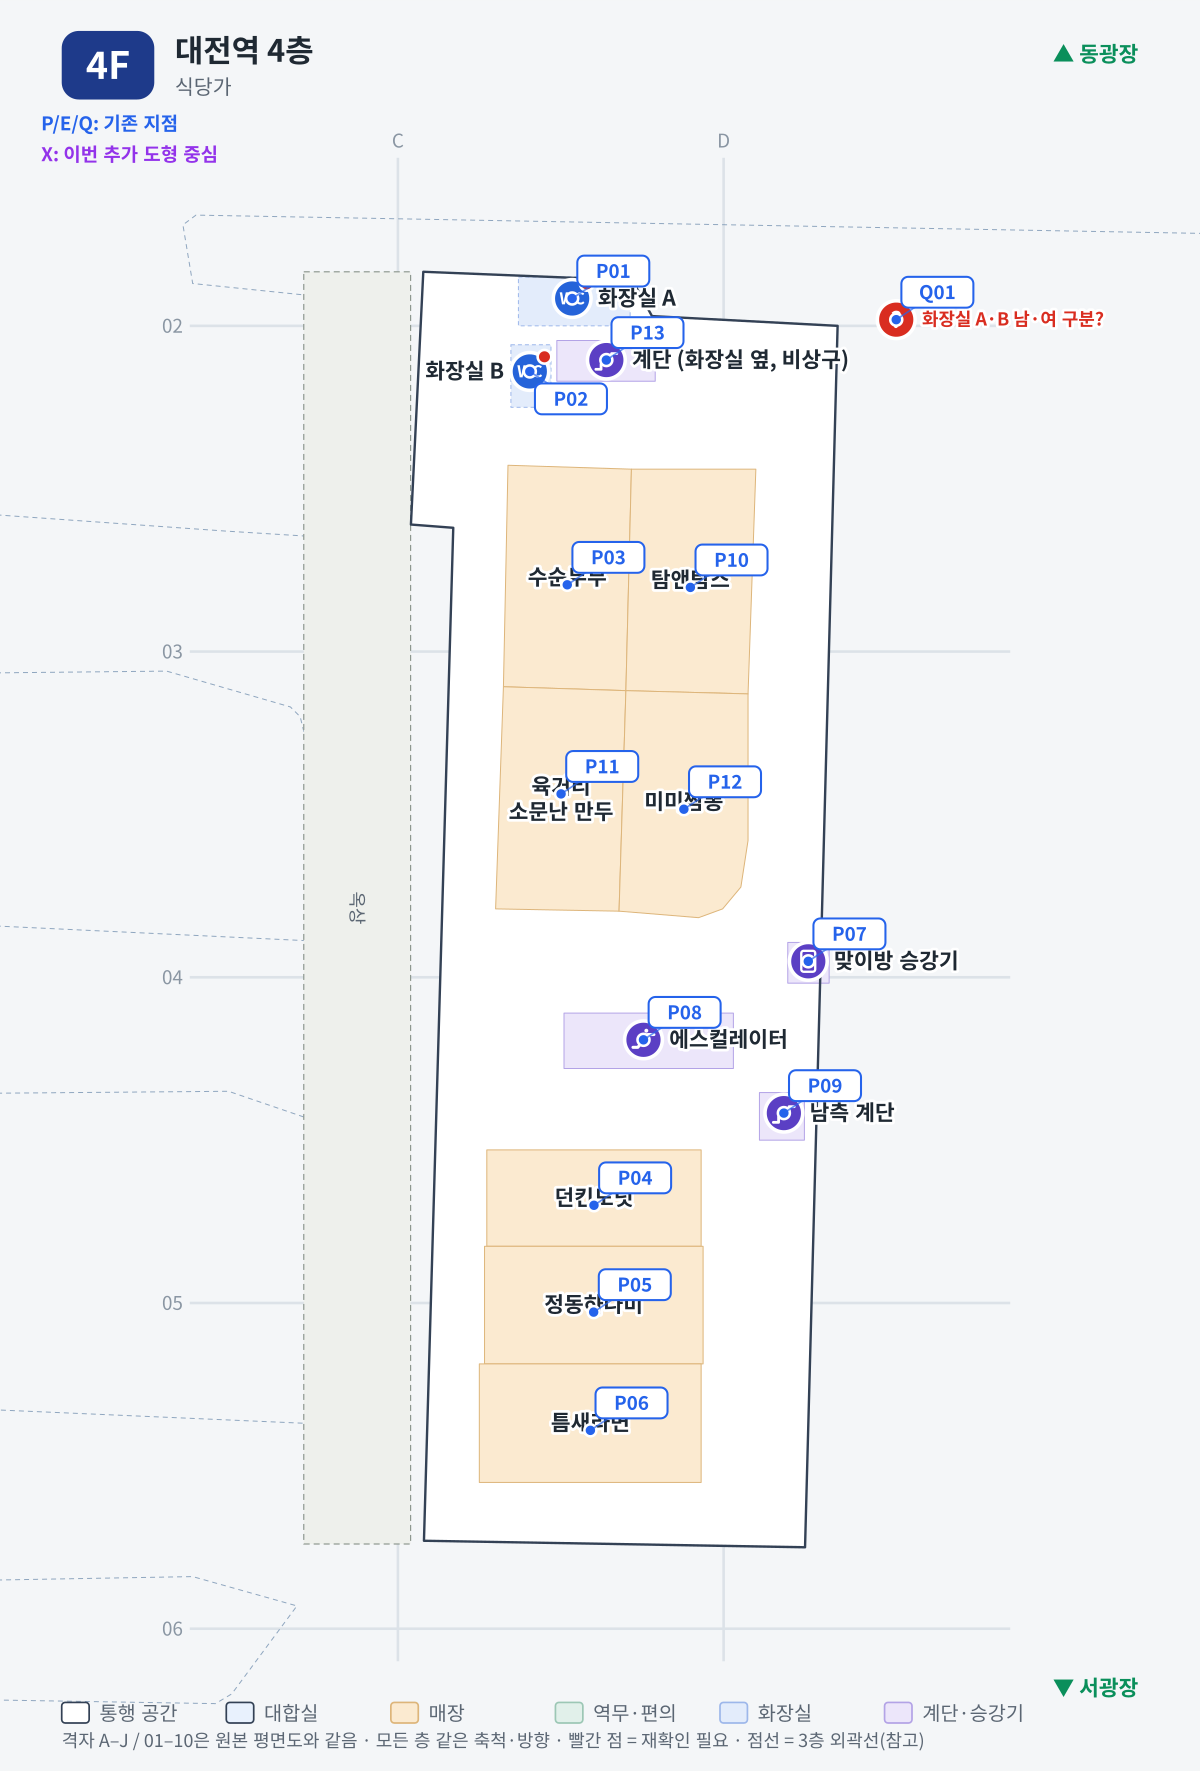 4F
대전역 4층
식당가
▲ 동광장
P/E/Q: 기존 지점
X: 이번 추가 도형 중심
C
D
02
P01
화장실 A
Q01
화장실 A·B 남·여 구분?
P13
계단 (화장실 옆, 비상구)
화장실 B
P02
P03
P10
03
P11
소문난 만두
P12
옥상
P07
맞이방 승강기
04
P08
에스컬레이터
P09
남측 계단
P04
P05
05
P06
06
▼ 서광장
통행 공간
대합실
매장
역무·편의
화장실
계단·승강기
격자 A–J / 01–10은 원본 평면도와 같음 · 모든 층 같은 축척·방향 · 빨간 점 = 재확인 필요 · 점선 = 3층 외곽선(참고)